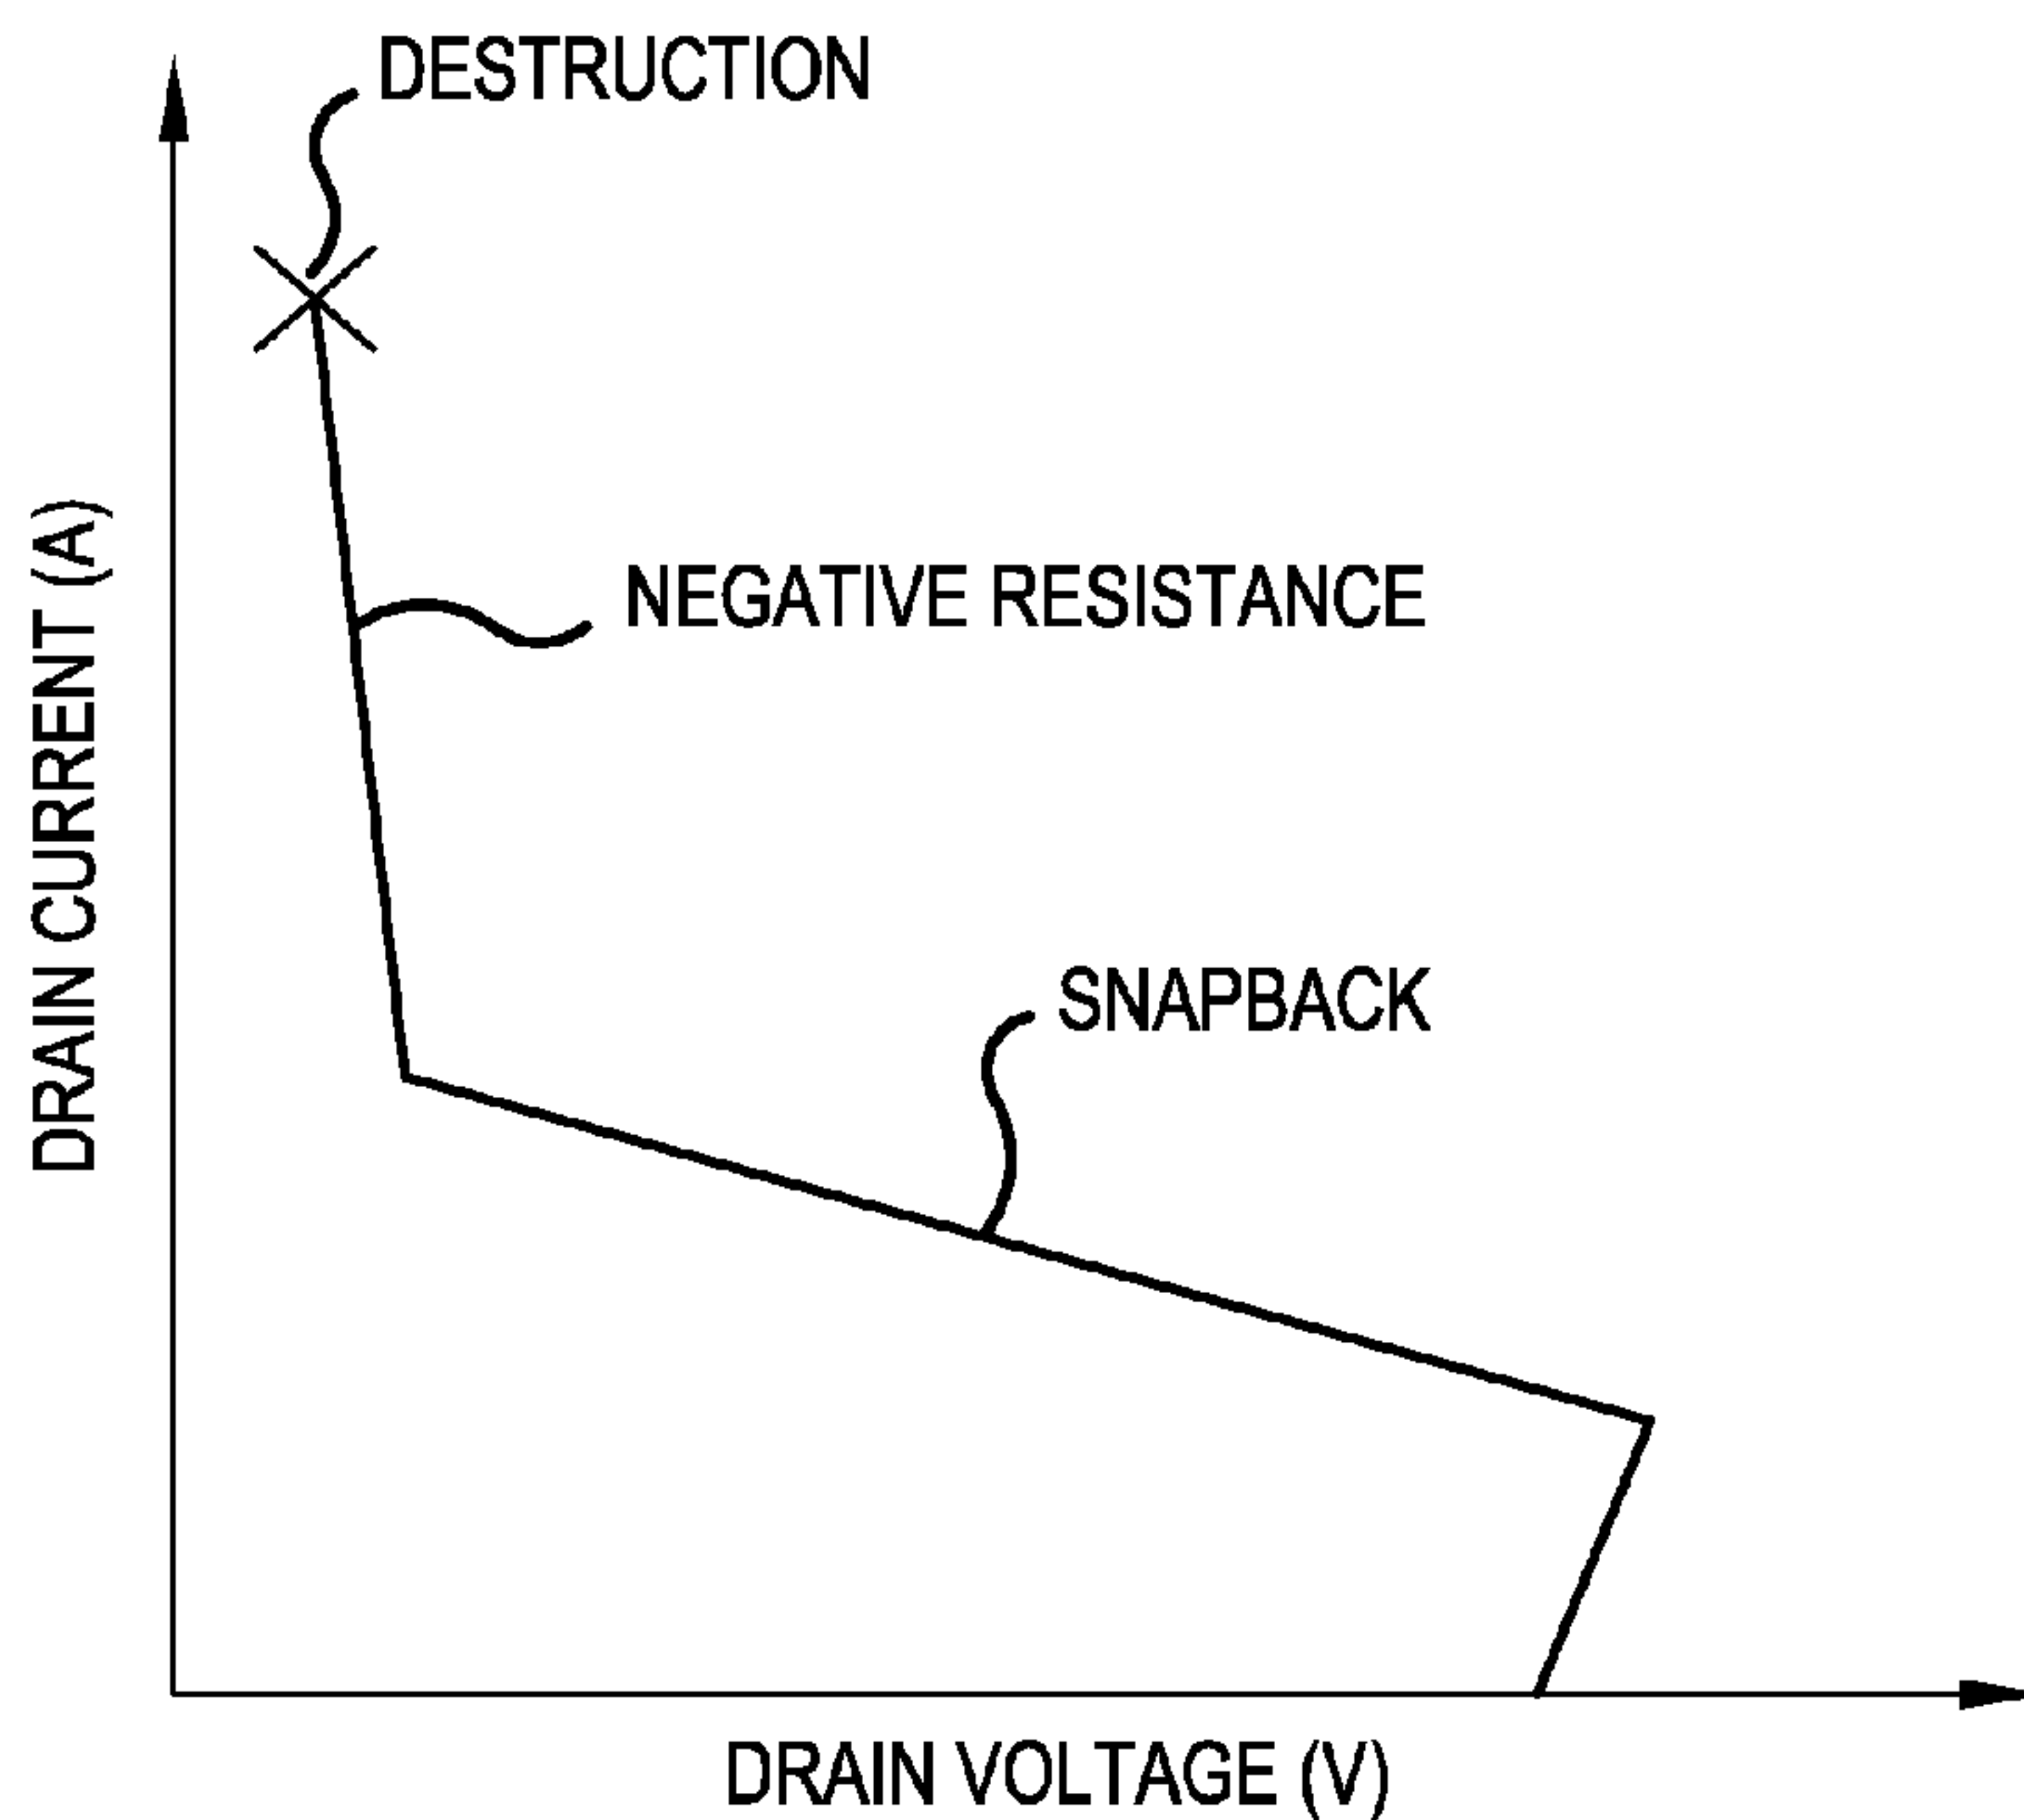 DESTRUCTION
NEGATIVE RESISTANCE
SNAPBACK
DRAIN CURRENT (A)
DRAIN VOLTAGE (V)